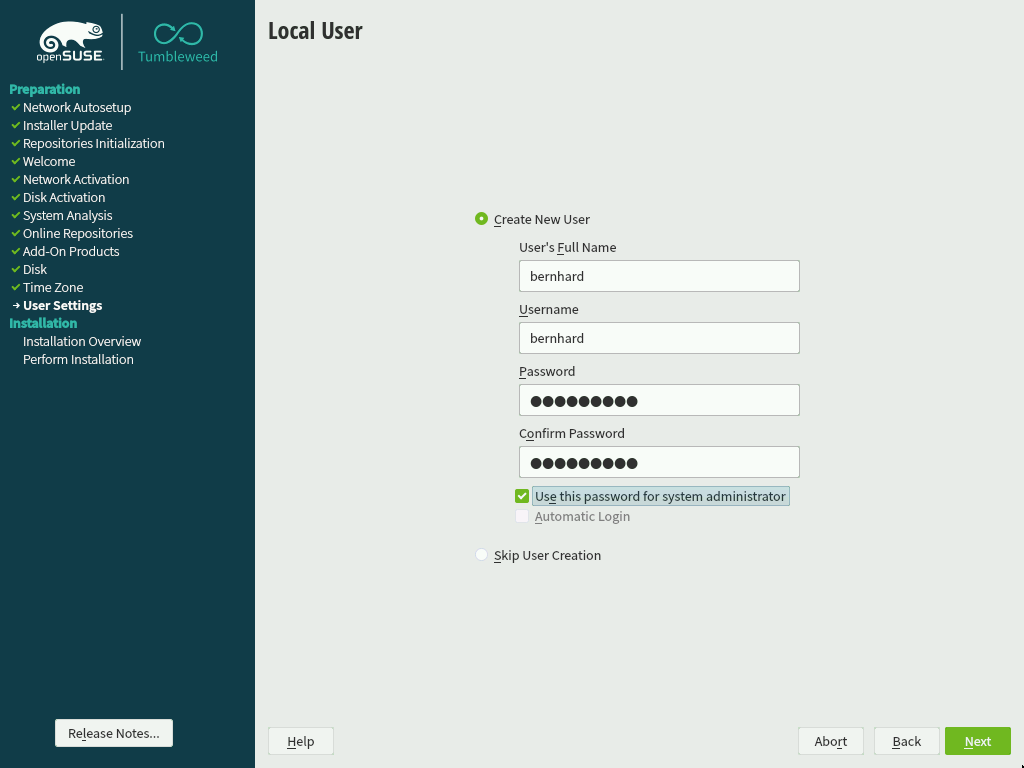 openSUSE
Tumbleweed
Preparation
Network Autosetup
Installer Update
Repositories Initialization
Welcome
Network Activation
Disk Activation
System Analysis
Online Repositories
Add-On Products
Disk
Time Zone
User Settings
Installation
Installation Overview
Perform Installation
Release Notes...
Local User
Create New User
User's Full Name
bernhard
Username
bernhard
Password
●●●●●●●●●
Confirm Password
●●●●●●●●●
Use this password for system administrator
Automatic Login
Skip User Creation
Help
Abort
Back
Next